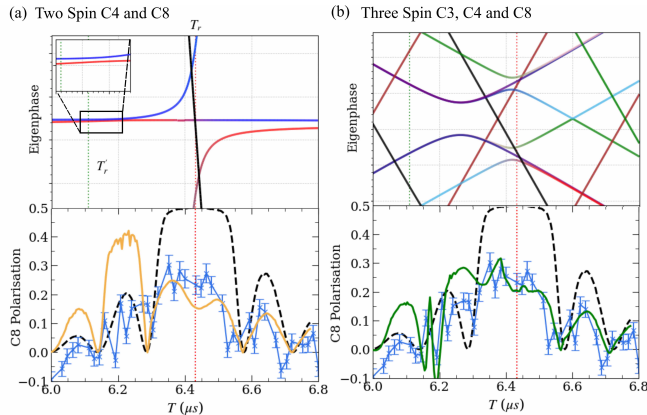 (a) Two Spin C4 and C8
(b) Three Spin C3, C4 and C8
T_r
Eigenphase
T_r'
Eigenphase
C8 Polarisation
0.5
0.4
0.3
0.2
0.1
0.0
−0.1
6.0 6.2 6.4 6.6 6.8
T (μs)
C8 Polarisation
0.5
0.4
0.3
0.2
0.1
0.0
−0.1
6.0 6.2 6.4 6.6 6.8
T (μs)